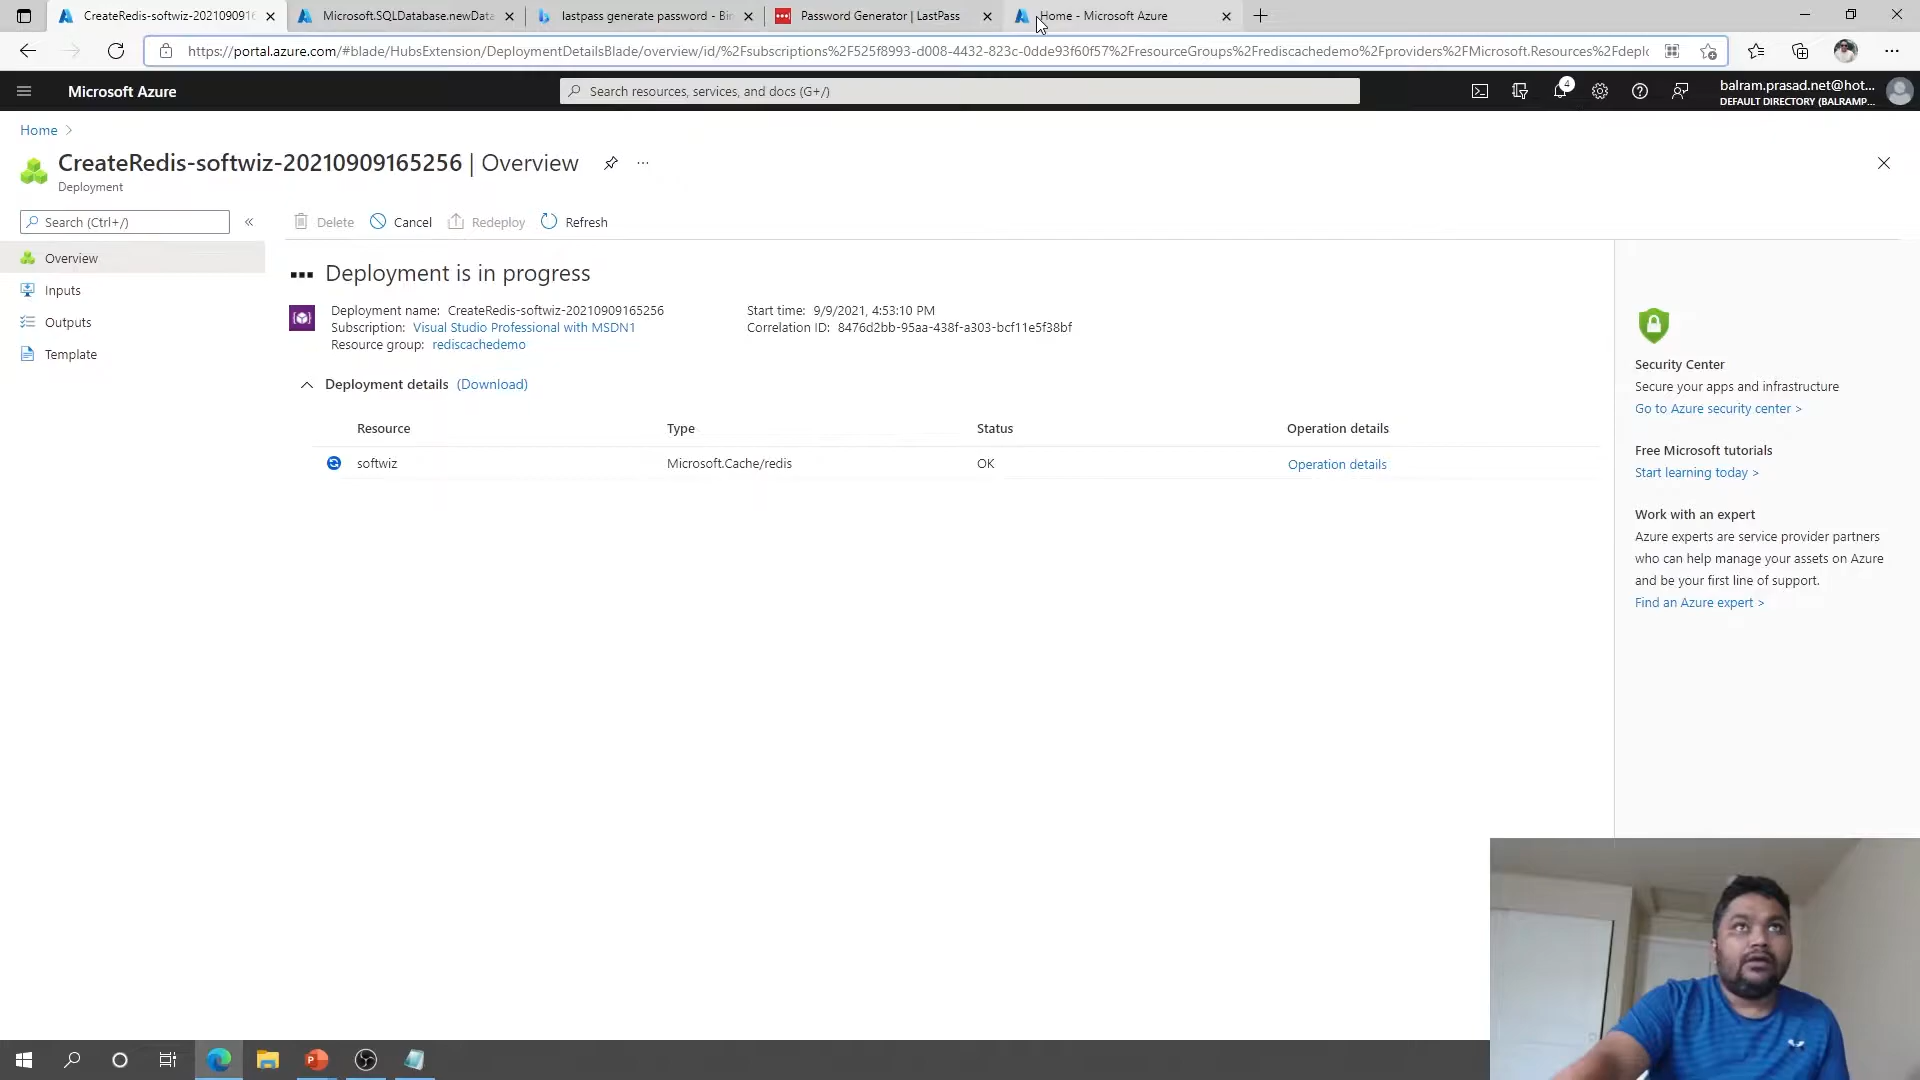 CreateRedis-softwiz-2021090916
Microsoft.SQLDatabase.newData
lastpass generate password - Bin
Password Generator | LastPass
Home - Microsoft Azure
https://portal.azure.com/#blade/HubsExtension/DeploymentDetailsBlade/overview/id/%2Fsubscriptions%2F525f8993-d008-4432-823c-0dde93f60f57%2FresourceGroups%2Frediscachedemo%2Fproviders%2FMicrosoft.Resources%2Fdeplo
Microsoft Azure
Search resources, services, and docs (G+/)
4
balram.prasad.net@hot...
DEFAULT DIRECTORY (BALRAMP...
Home >
CreateRedis-softwiz-20210909165256 | Overview
...
Deployment
Search (Ctrl+/)
«
Delete
Cancel
Redeploy
Refresh
Overview
Inputs
Outputs
Template
Deployment is in progress
Deployment name: CreateRedis-softwiz-20210909165256
Subscription: Visual Studio Professional with MSDN1
Resource group: rediscachedemo
Start time: 9/9/2021, 4:53:10 PM
Correlation ID: 8476d2bb-95aa-438f-a303-bcf11e5f38bf
Deployment details (Download)
Resource Type Status Operation details
softwiz Microsoft.Cache/redis OK Operation details
Security Center
Secure your apps and infrastructure
Go to Azure security center >
Free Microsoft tutorials
Start learning today >
Work with an expert
Azure experts are service provider partners
who can help manage your assets on Azure
and be your first line of support.
Find an Azure expert >